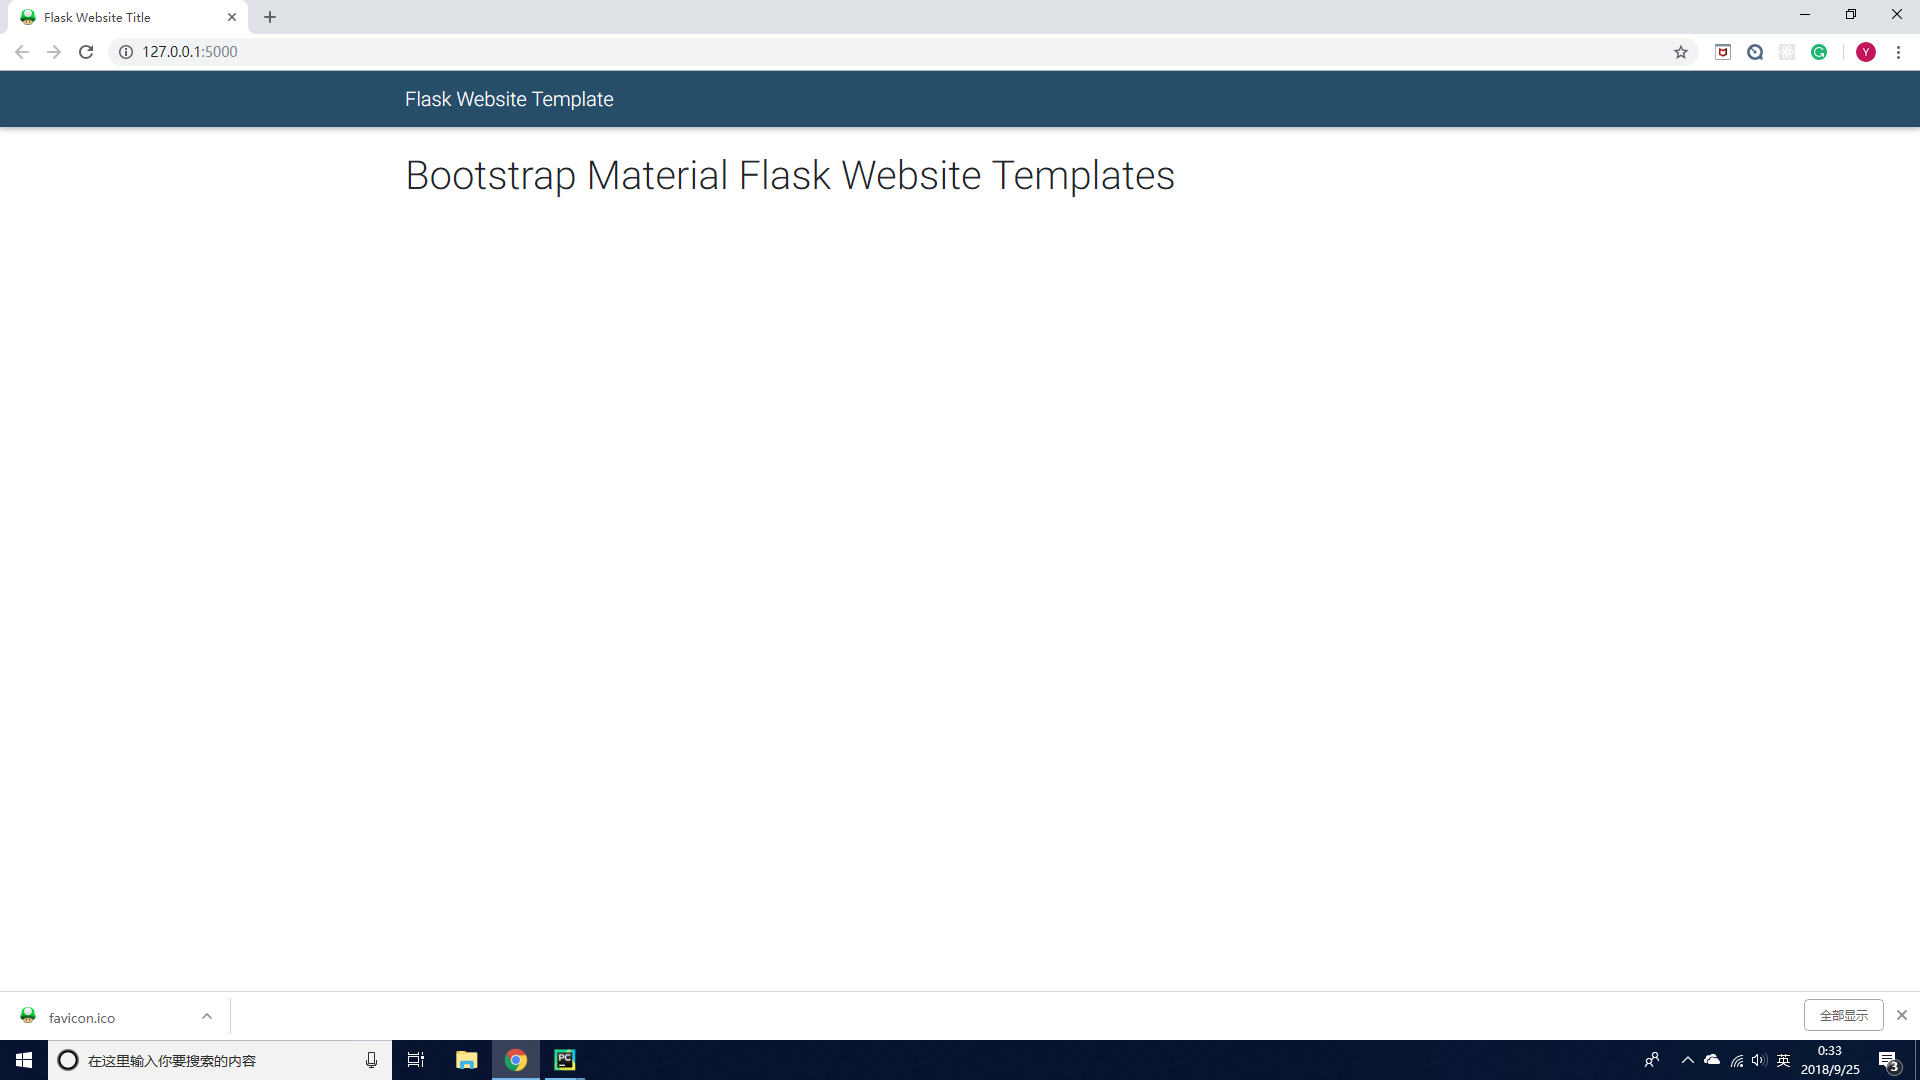 Flask Website Title
127.0.0.1:5000
Y
Flask Website Template
Bootstrap Material Flask Website Templates
favicon.ico
全部显示
在这里输入你要搜索的内容
PC
英
0:33
2018/9/25
3